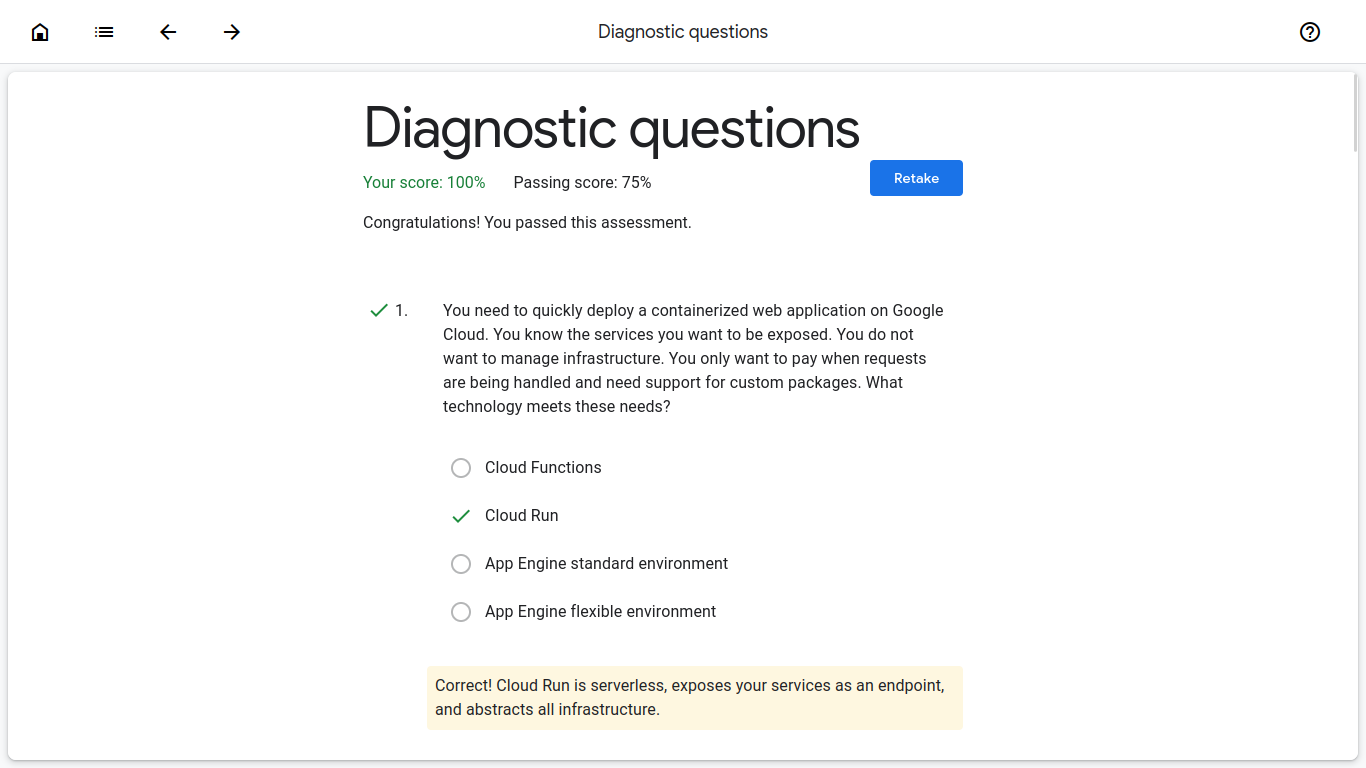 Diagnostic questions
Diagnostic questions
Your score: 100% Passing score: 75%
Retake
Congratulations! You passed this assessment.
1. You need to quickly deploy a containerized web application on Google
Cloud. You know the services you want to be exposed. You do not
want to manage infrastructure. You only want to pay when requests
are being handled and need support for custom packages. What
technology meets these needs?
Cloud Functions
Cloud Run
App Engine standard environment
App Engine flexible environment
Correct! Cloud Run is serverless, exposes your services as an endpoint,
and abstracts all infrastructure.